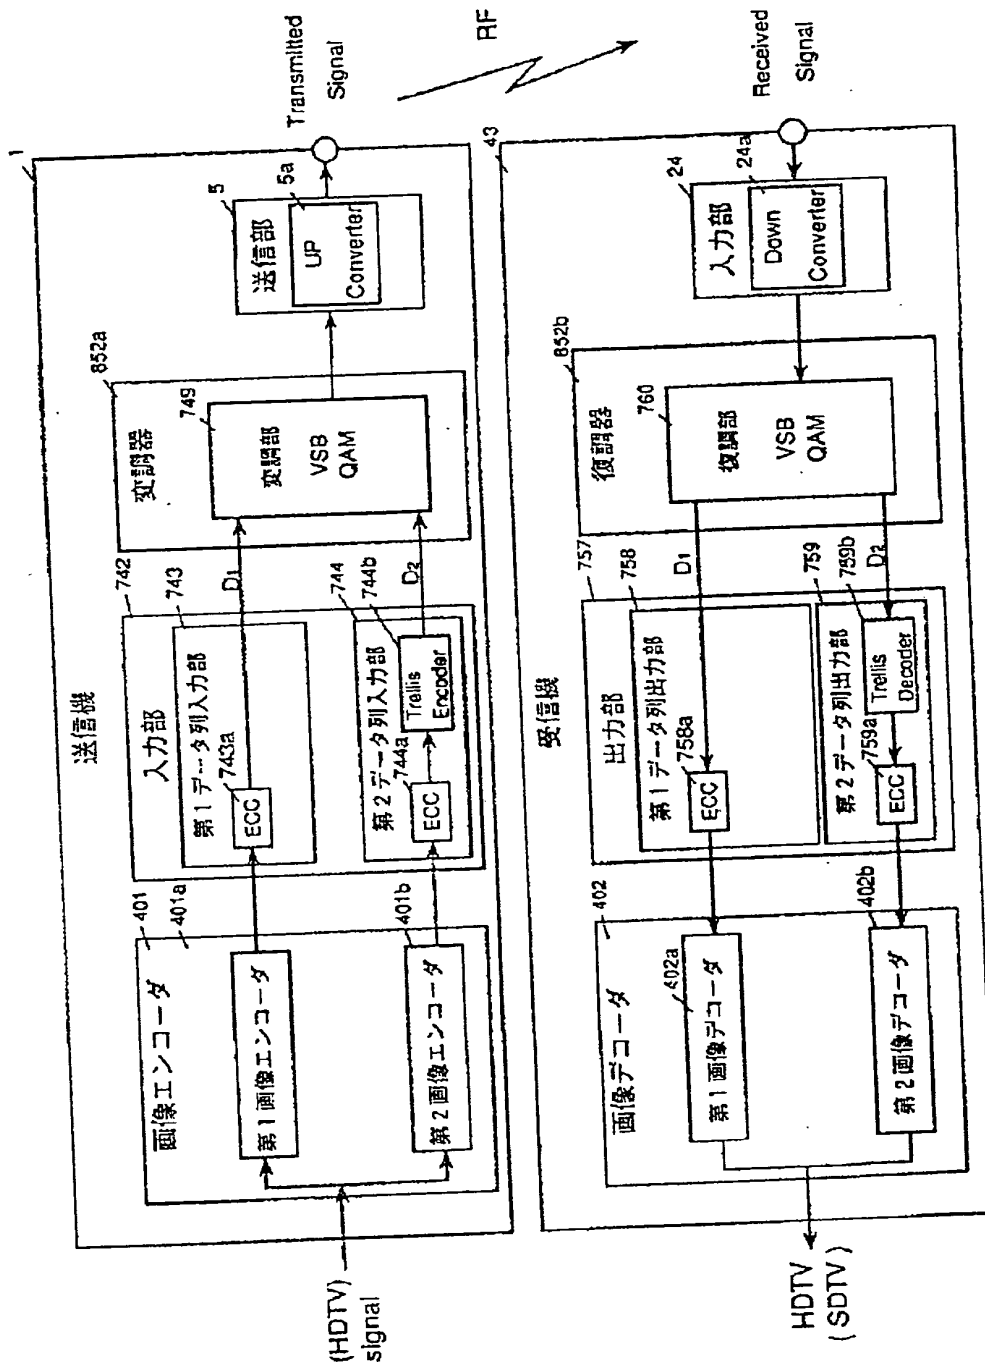 送信機
1
(HDTV)
signal
画像エンコーダ
401
401a
第1画像エンコーダ
401b
第2画像エンコーダ
入力部
742
743
第1データ列入力部
743a
ECC
744
744b
第2データ列入力部
744a
ECC
Trellis
Encoder
D1
D2
変調器
852a
749
変調部
VSB
QAM
送信部
5
5a
UP
Converter
Transmitted
Signal
RF
受信機
43
Received
Signal
入力部
24
24a
Down
Converter
復調器
852b
760
復調部
VSB
QAM
D1
D2
出力部
757
758
第1データ列出力部
758a
ECC
759
759b
第2データ列出力部
759a
Trellis
Decoder
ECC
画像デコーダ
402
402a
第1画像デコーダ
402b
第2画像デコーダ
HDTV
(SDTV)